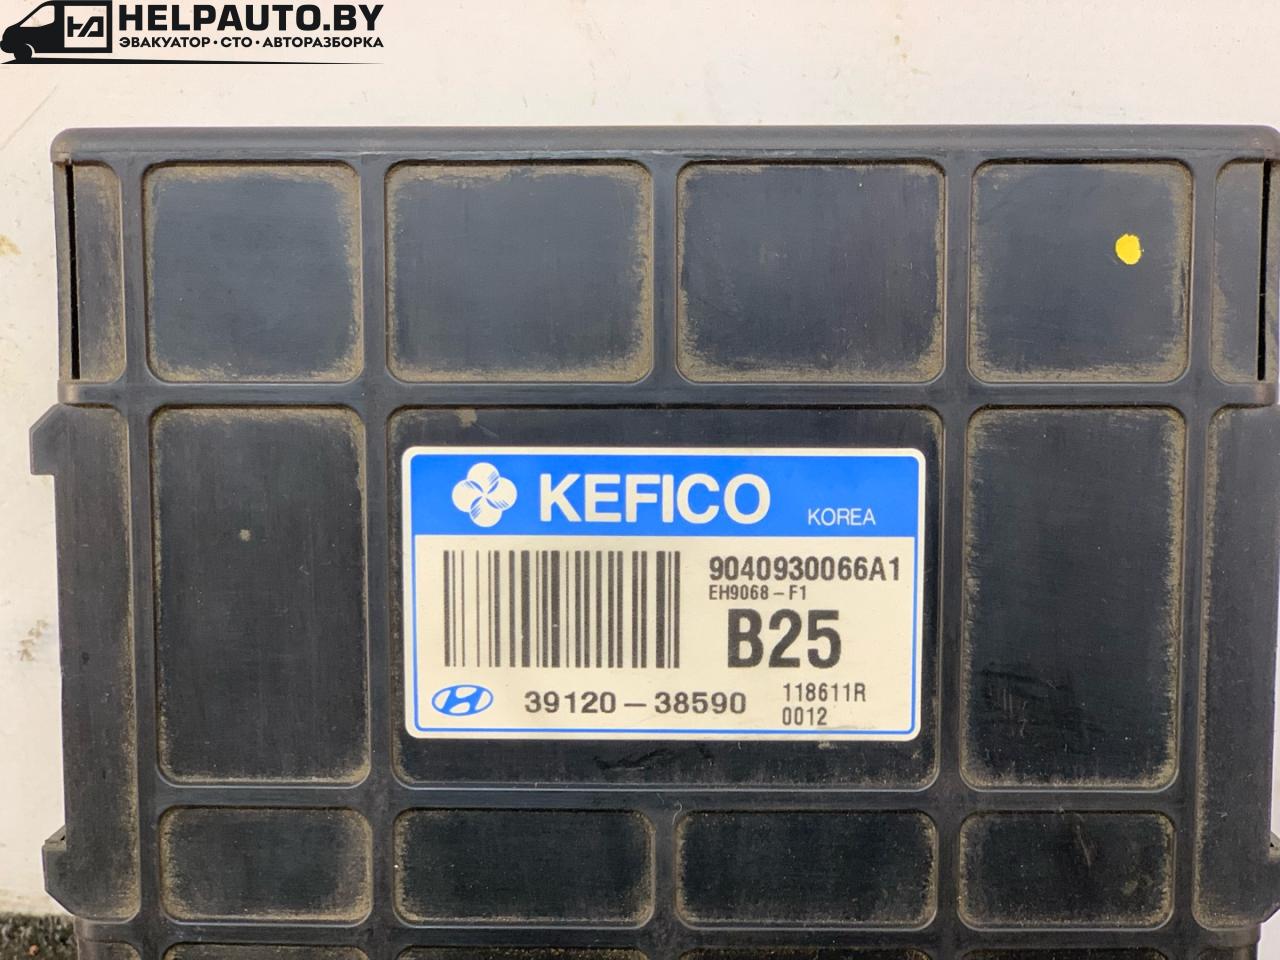 HELPAUTO.BY
ЭВАКУАТОР·СТО·АВТОРАЗБОРКА
KEFICO KOREA
9040930066A1
EH9068-F1
B25
39120-38590
118611R
0012